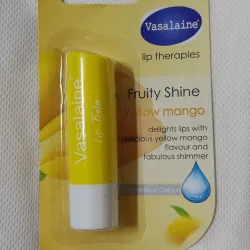 Vasalaine®
lip therapies
Fruity Shine
yellow mango
delights lips with
delicious yellow mango
flavour and
fabulous shimmer
Vasalaine®
Lip Balm